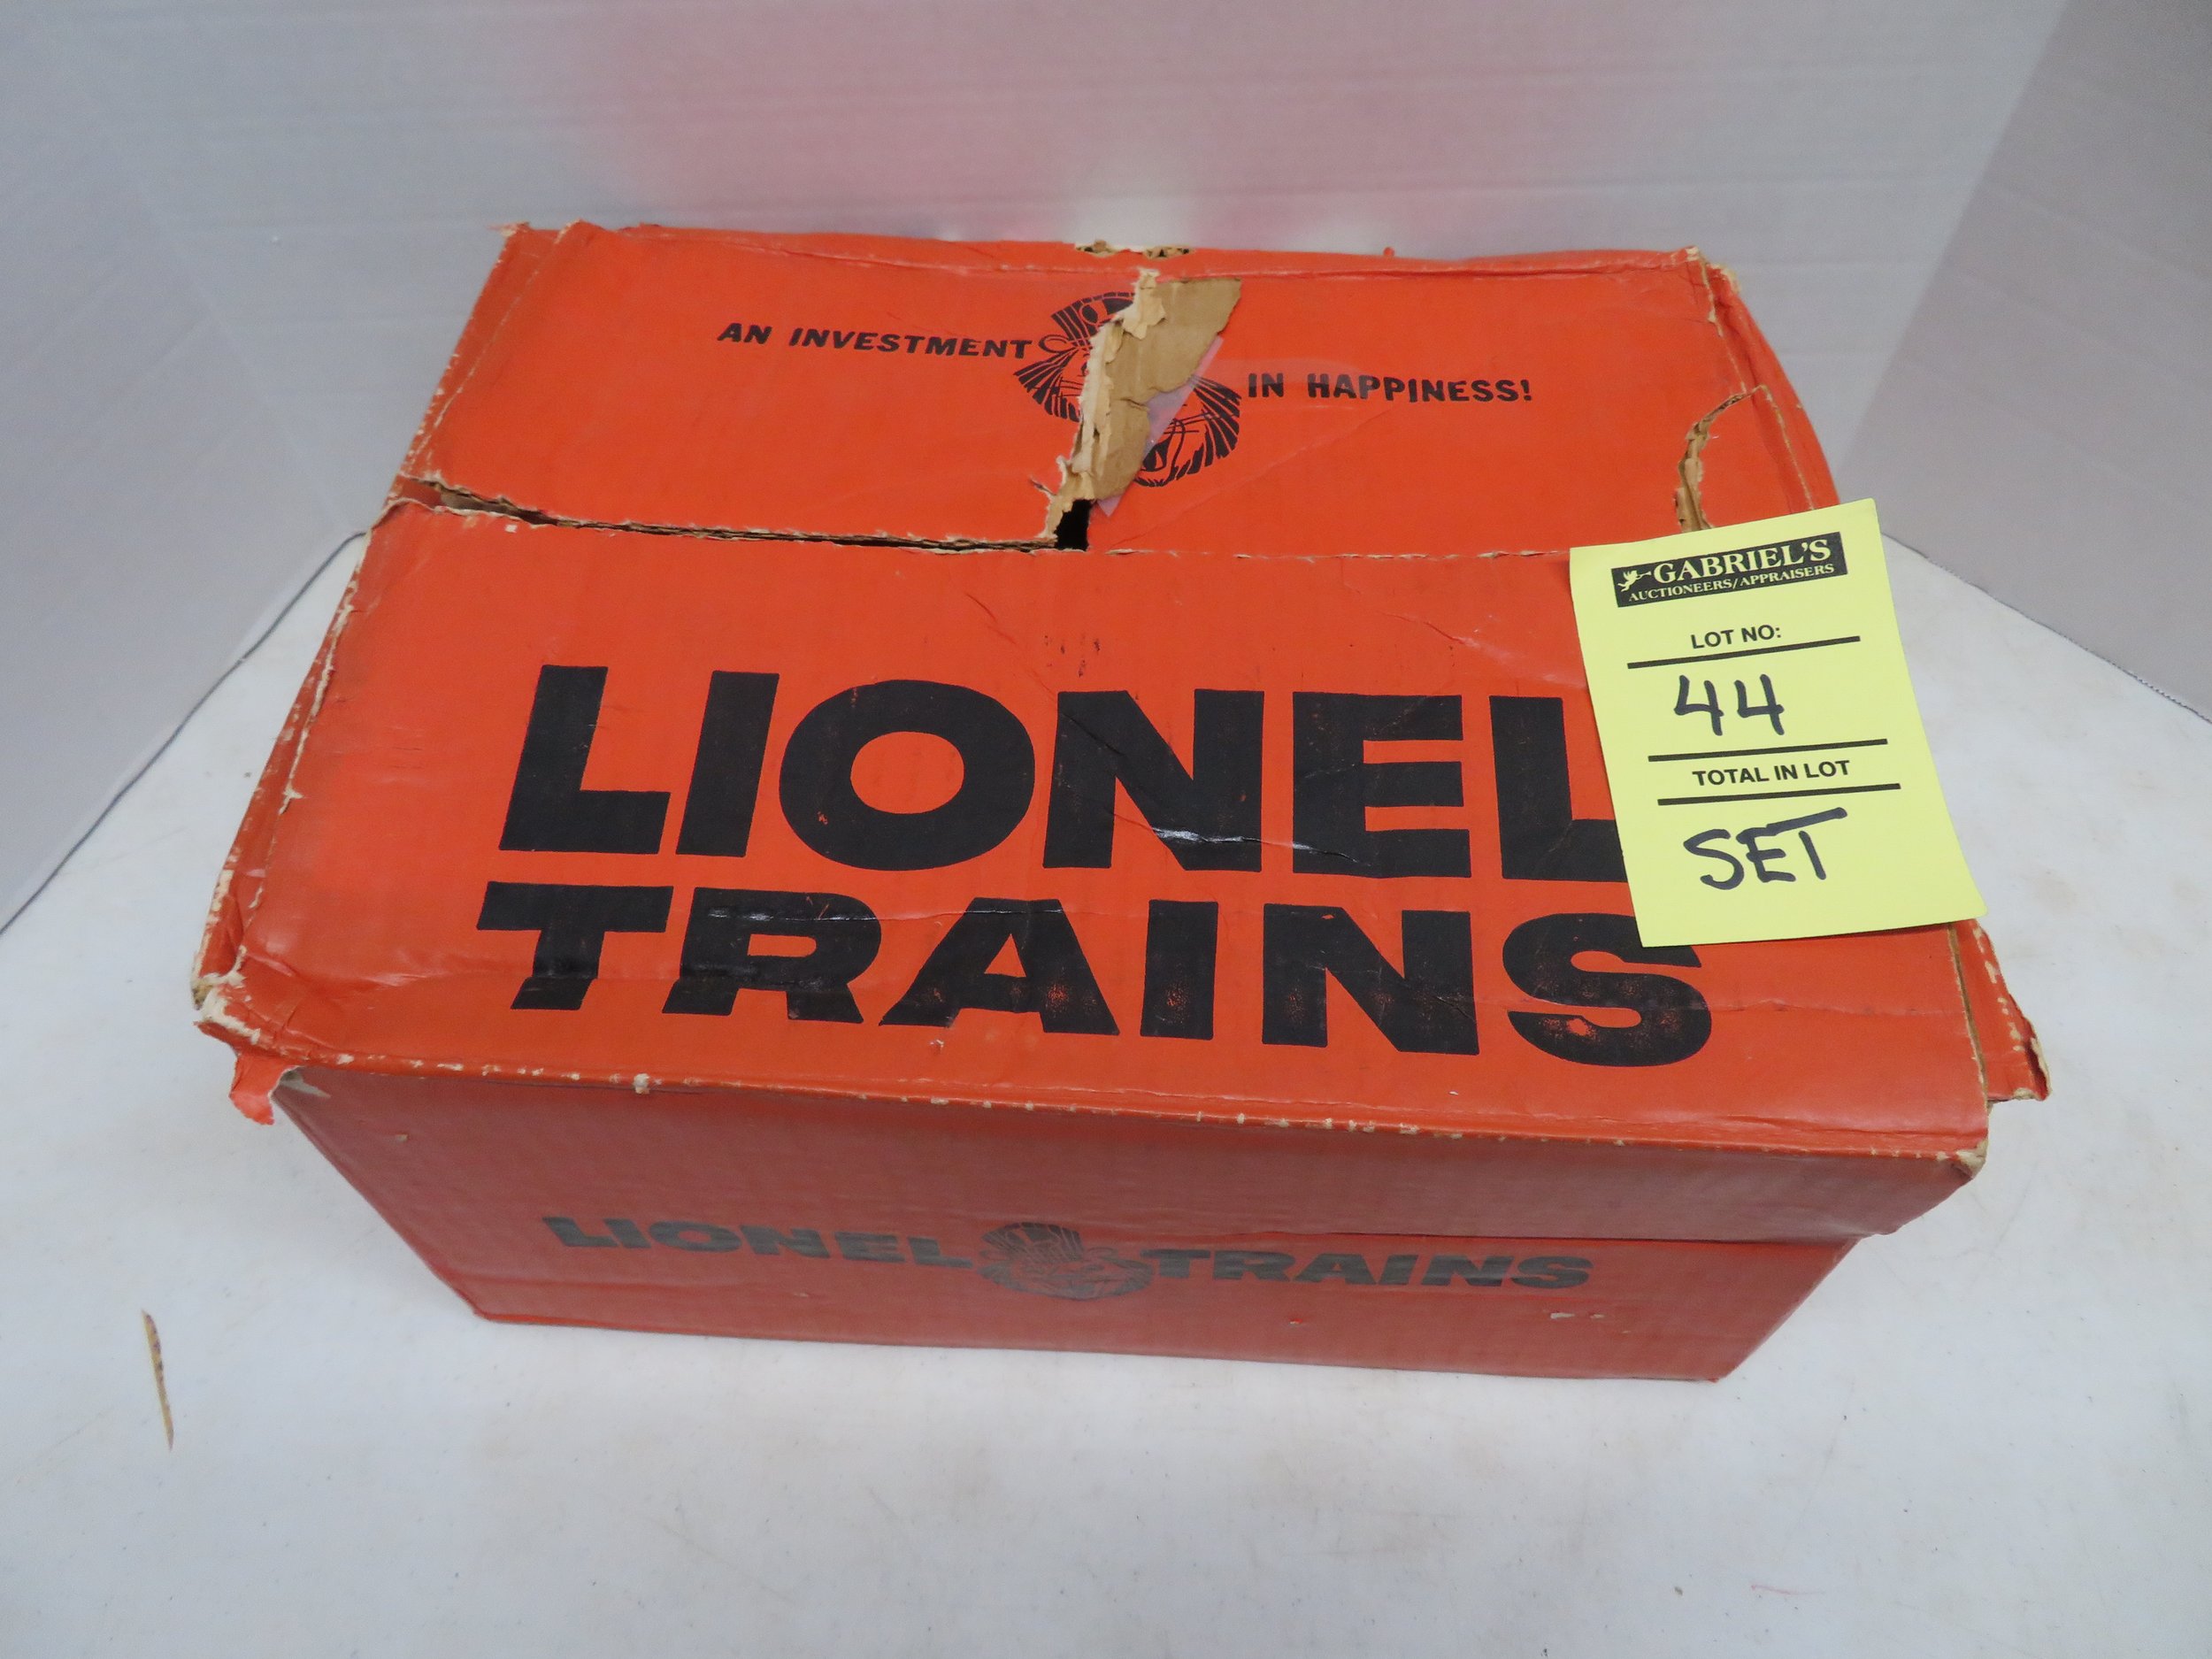 AN INVESTMENT IN HAPPINESS!
LIONEL
TRAINS
GABRIEL'S
AUCTIONEERS/APPRAISERS
LOT NO:
44
TOTAL IN LOT
SET
LIONEL TRAINS